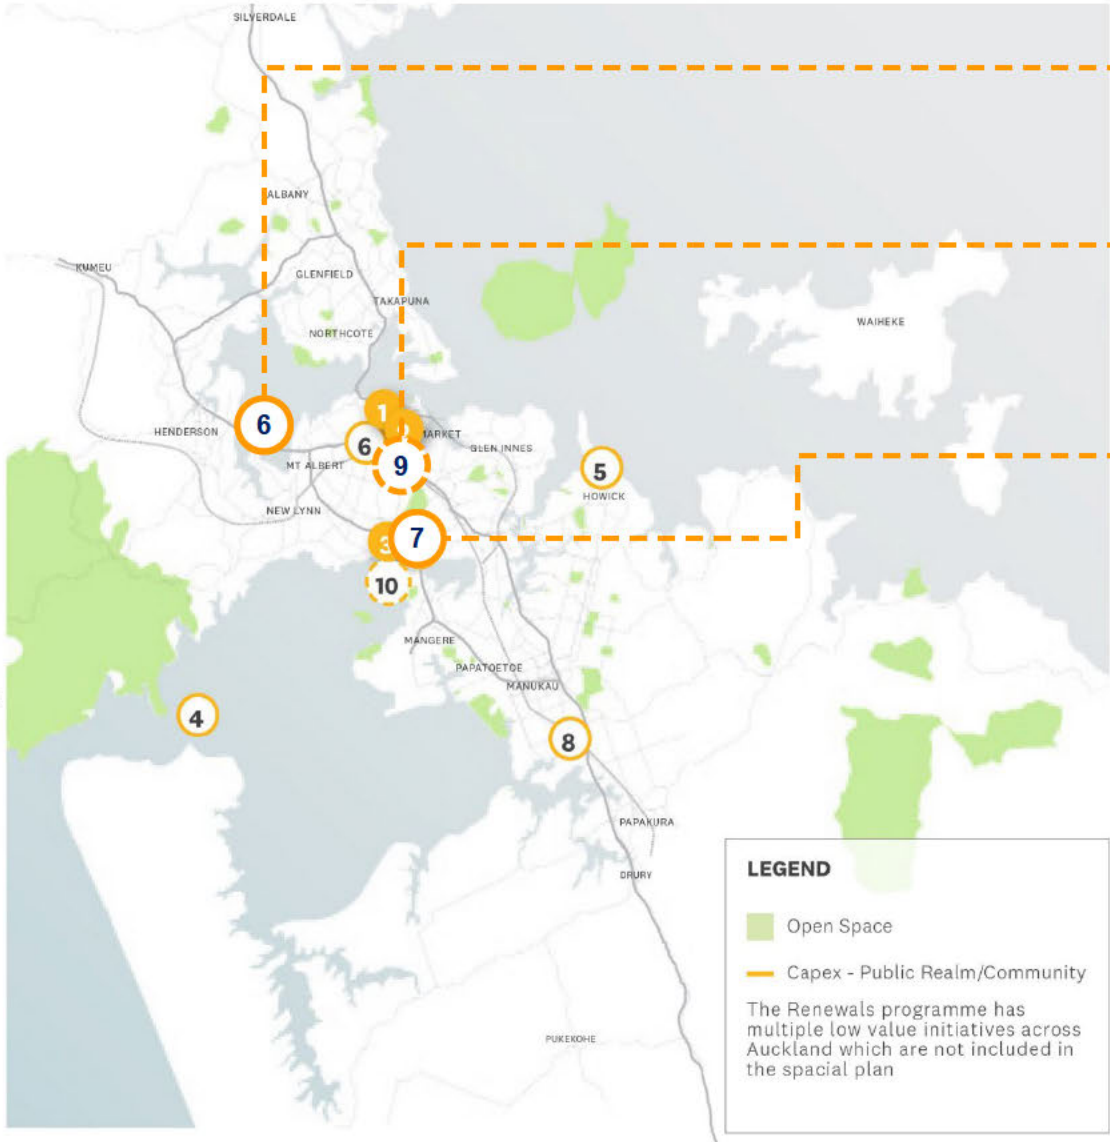 SILVERDALE
ALBANY
KUMEU
GLENFIELD
TAKAPUNA
NORTHCOTE
WAIHEKE
1
6
HENDERSON
6
MARKET
GLEN INNES
MT ALBERT
9
5
HOWICK
NEW LYNN
3
7
10
MANGERE
PAPATOETOE
MANUKAU
4
8
PAPAKURA
DRURY
LEGEND
Open Space
Capex - Public Realm/Community
The Renewals programme has
multiple low value initiatives across
Auckland which are not included in
the spacial plan
PUKEKOHE